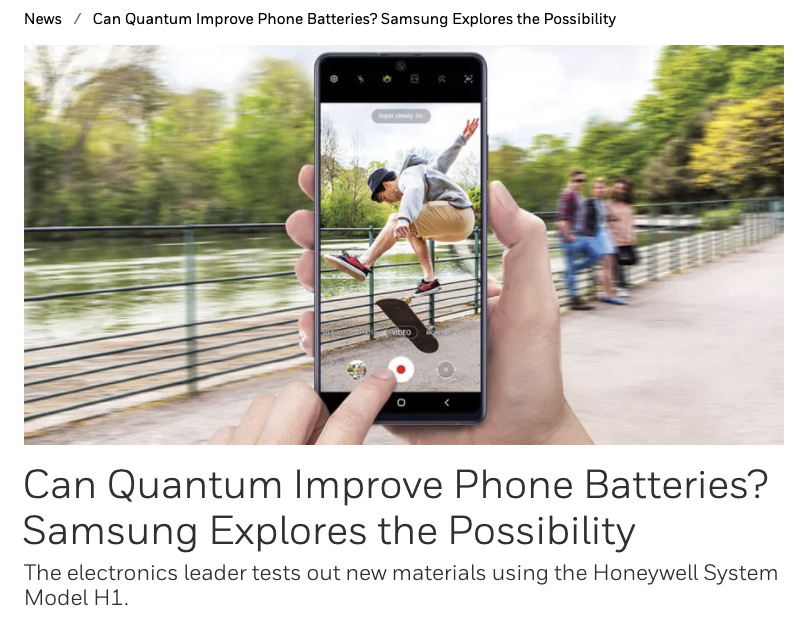 News / Can Quantum Improve Phone Batteries? Samsung Explores the Possibility
Super steady On
VIDEO
Can Quantum Improve Phone Batteries?
Samsung Explores the Possibility
The electronics leader tests out new materials using the Honeywell System
Model H1.